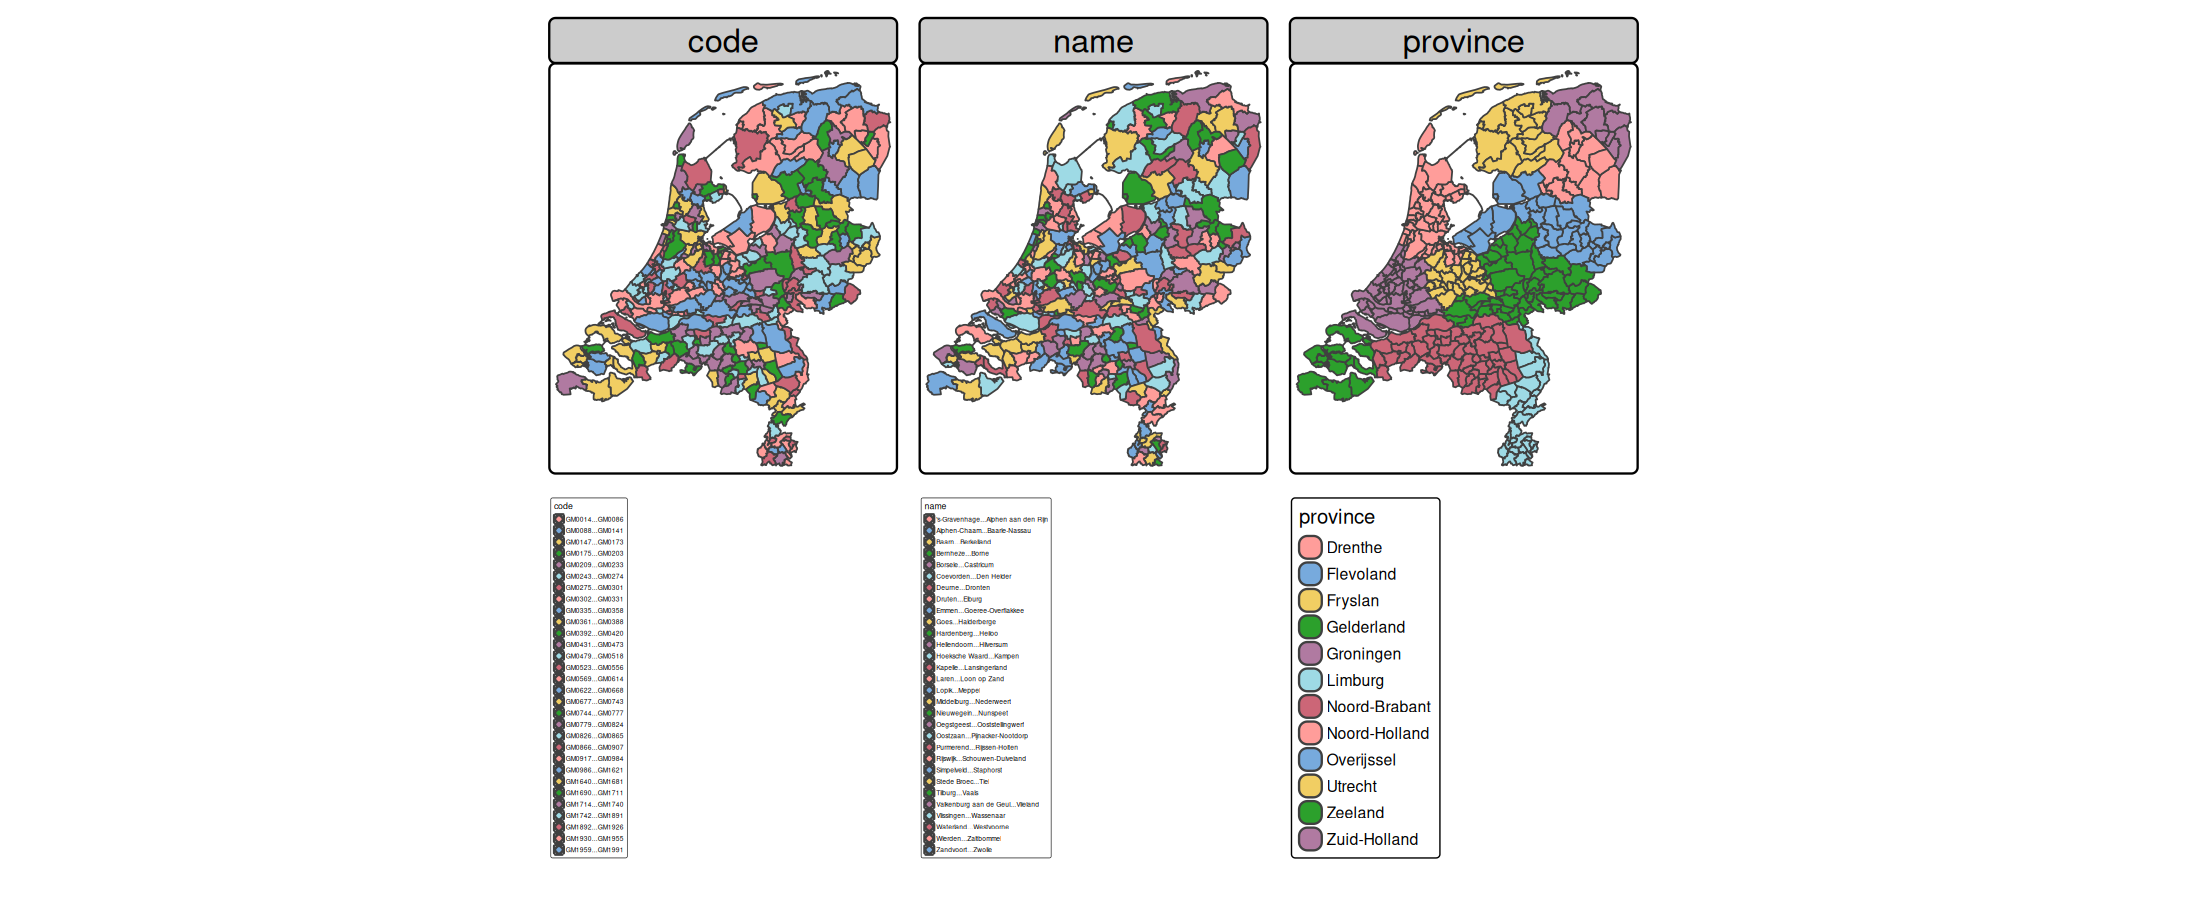 code
name
province
code
GM0014...GM0086
GM0088...GM0141
GM0147...GM0173
GM0175...GM0203
GM0209...GM0233
GM0243...GM0274
GM0275...GM0301
GM0302...GM0331
GM0335...GM0358
GM0361...GM0388
GM0392...GM0420
GM0431...GM0473
GM0479...GM0518
GM0523...GM0556
GM0569...GM0614
GM0622...GM0668
GM0677...GM0743
GM0744...GM0777
GM0779...GM0824
GM0826...GM0865
GM0866...GM0907
GM0917...GM0984
GM0986...GM1621
GM1640...GM1681
GM1690...GM1711
GM1714...GM1740
GM1742...GM1891
GM1892...GM1926
GM1930...GM1955
GM1959...GM1991
name
's-Gravenhage...Alphen aan den Rijn
Alphen-Chaam...Baarle-Nassau
Baarn...Berkelland
Bernheze...Borne
Borsele...Castricum
Coevorden...Den Helder
Deurne...Dronten
Druten...Elburg
Emmen...Goeree-Overflakkee
Goes...Halderberge
Hardenberg...Heiloo
Hellendoorn...Hilversum
Hoeksche Waard...Kampen
Kapelle...Lansingerland
Laren...Loon op Zand
Lopik...Meppel
Middelburg...Nederweert
Nieuwegein...Nunspeet
Oegstgeest...Ooststellingwerf
Oostzaan...Pijnacker-Nootdorp
Purmerend...Rijssen-Holten
Rijswijk...Schouwen-Duiveland
Simpelveld...Staphorst
Stede Broec...Tiel
Tilburg...Vaals
Valkenburg aan de Geul...Vlieland
Vlissingen...Wassenaar
Waterland...Westvoorne
Wierden...Zaltbommel
Zandvoort...Zwolle
province
Drenthe
Flevoland
Fryslan
Gelderland
Groningen
Limburg
Noord-Brabant
Noord-Holland
Overijssel
Utrecht
Zeeland
Zuid-Holland